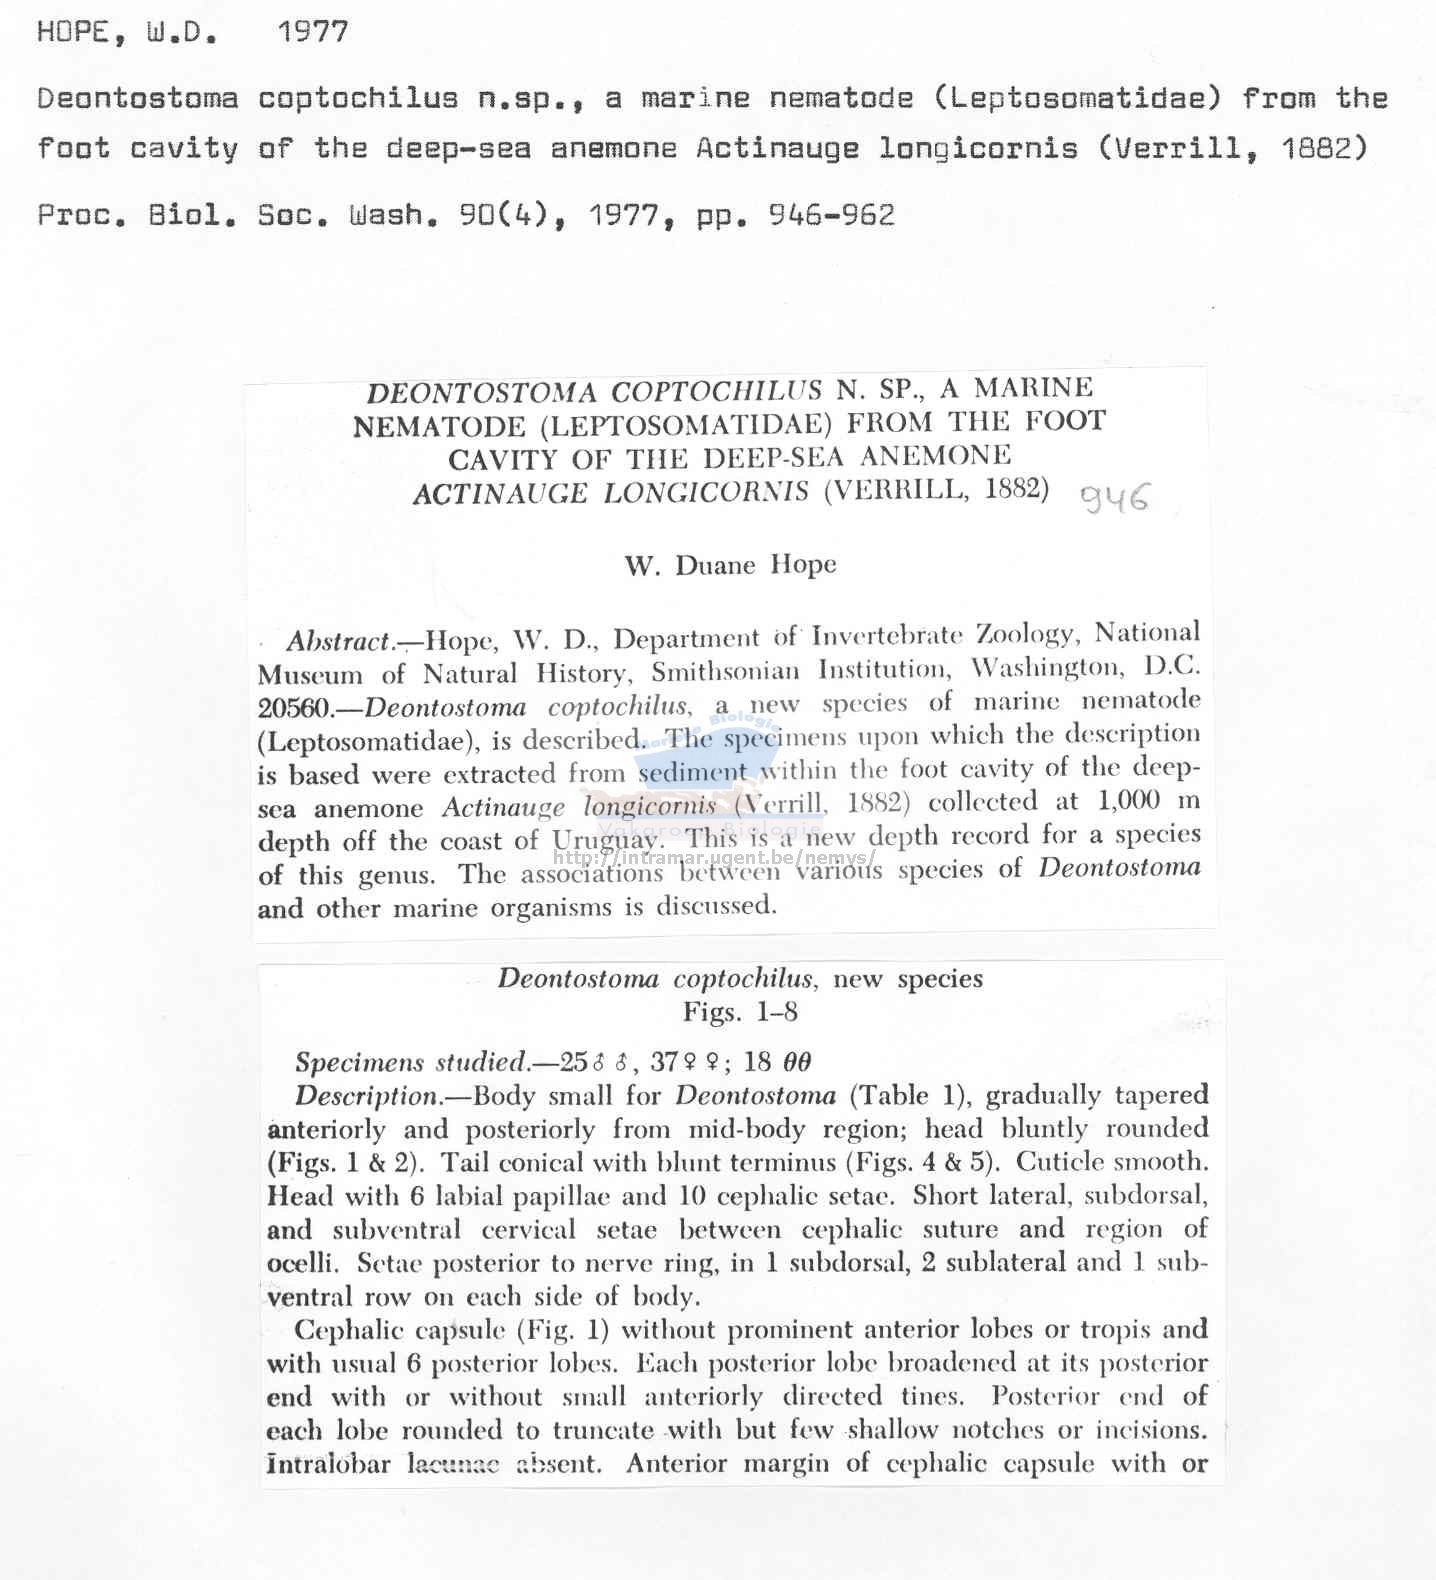 HOPE, W.D. 1977
Deontostoma coptochilus n.sp., a marine nematode (Leptosomatidae) from the
foot cavity of the deep-sea anemone Actinauge longicornis (Verrill, 1882)
Proc. Biol. Soc. Wash. 90(4), 1977, pp. 946-962
DEONTOSTOMA COPTOCHILUS N. SP., A MARINE
NEMATODE (LEPTOSOMATIDAE) FROM THE FOOT
CAVITY OF THE DEEP-SEA ANEMONE
ACTINAUGE LONGICORNIS (VERRILL, 1882) 946
W. Duane Hope
Abstract.—Hope, W. D., Department of Invertebrate Zoology, National
Museum of Natural History, Smithsonian Institution, Washington, D.C.
20560.—Deontostoma coptochilus, a new species of marine nematode
(Leptosomatidae), is described. The specimens upon which the description
is based were extracted from sediment within the foot cavity of the deep-
sea anemone Actinauge longicornis (Verrill, 1882) collected at 1,000 m
depth off the coast of Uruguay. This is a new depth record for a species
of this genus. The associations between various species of Deontostoma
and other marine organisms is discussed.
Mariene Biologie
Vakgroep Biologie
http://intramar.ugent.be/nemys/
Deontostoma coptochilus, new species
Figs. 1–8
Specimens studied.—25♂ ♂, 37♀ ♀; 18 θθ
Description.—Body small for Deontostoma (Table 1), gradually tapered
anteriorly and posteriorly from mid-body region; head bluntly rounded
(Figs. 1 & 2). Tail conical with blunt terminus (Figs. 4 & 5). Cuticle smooth.
Head with 6 labial papillae and 10 cephalic setae. Short lateral, subdorsal,
and subventral cervical setae between cephalic suture and region of
ocelli. Setae posterior to nerve ring, in 1 subdorsal, 2 sublateral and 1 sub-
ventral row on each side of body.
Cephalic capsule (Fig. 1) without prominent anterior lobes or tropis and
with usual 6 posterior lobes. Each posterior lobe broadened at its posterior
end with or without small anteriorly directed tines. Posterior end of
each lobe rounded to truncate with but few shallow notches or incisions.
Intralobar lacunae absent. Anterior margin of cephalic capsule with or